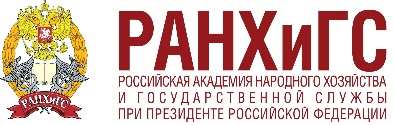 РАНХиГС
РАНХиГС
РОССИЙСКАЯ АКАДЕМИЯ НАРОДНОГО ХОЗЯЙСТВА
И ГОСУДАРСТВЕННОЙ СЛУЖБЫ
ПРИ ПРЕЗИДЕНТЕ РОССИЙСКОЙ ФЕДЕРАЦИИ